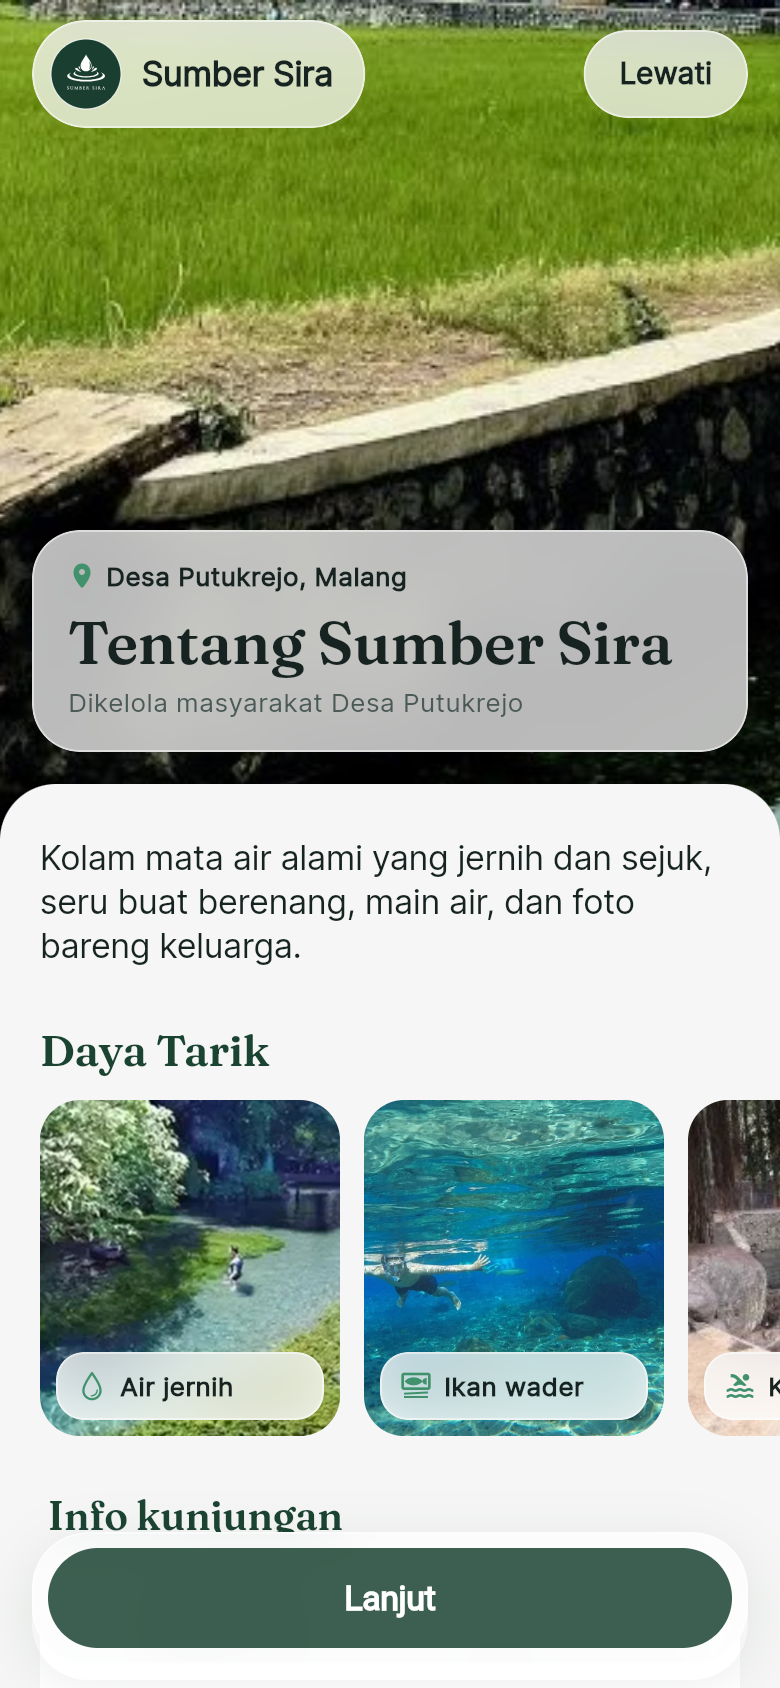 SUMBER SIRA
Sumber Sira
Lewati
Desa Putukrejo, Malang
Tentang Sumber Sira
Dikelola masyarakat Desa Putukrejo
Kolam mata air alami yang jernih dan sejuk,
seru buat berenang, main air, dan foto
bareng keluarga.
Daya Tarik
Air jernih
Ikan wader
Info kunjungan
Lanjut